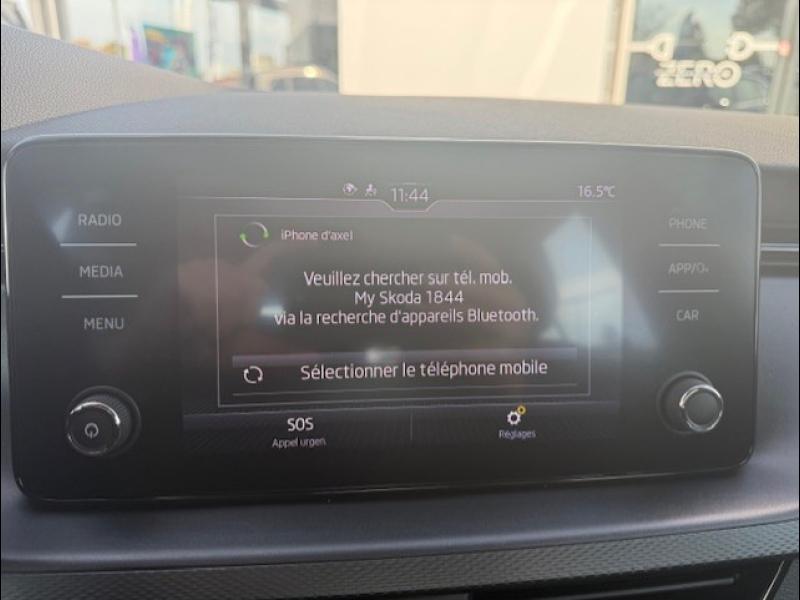 ZERO
11:44
16.5°C
RADIO
MEDIA
MENU
iPhone d'axel
Veuillez chercher sur tél. mob.
My Skoda 1844
via la recherche d'appareils Bluetooth.
Sélectionner le téléphone mobile
SOS
Appel urgen.
Réglages
PHONE
APP/
CAR